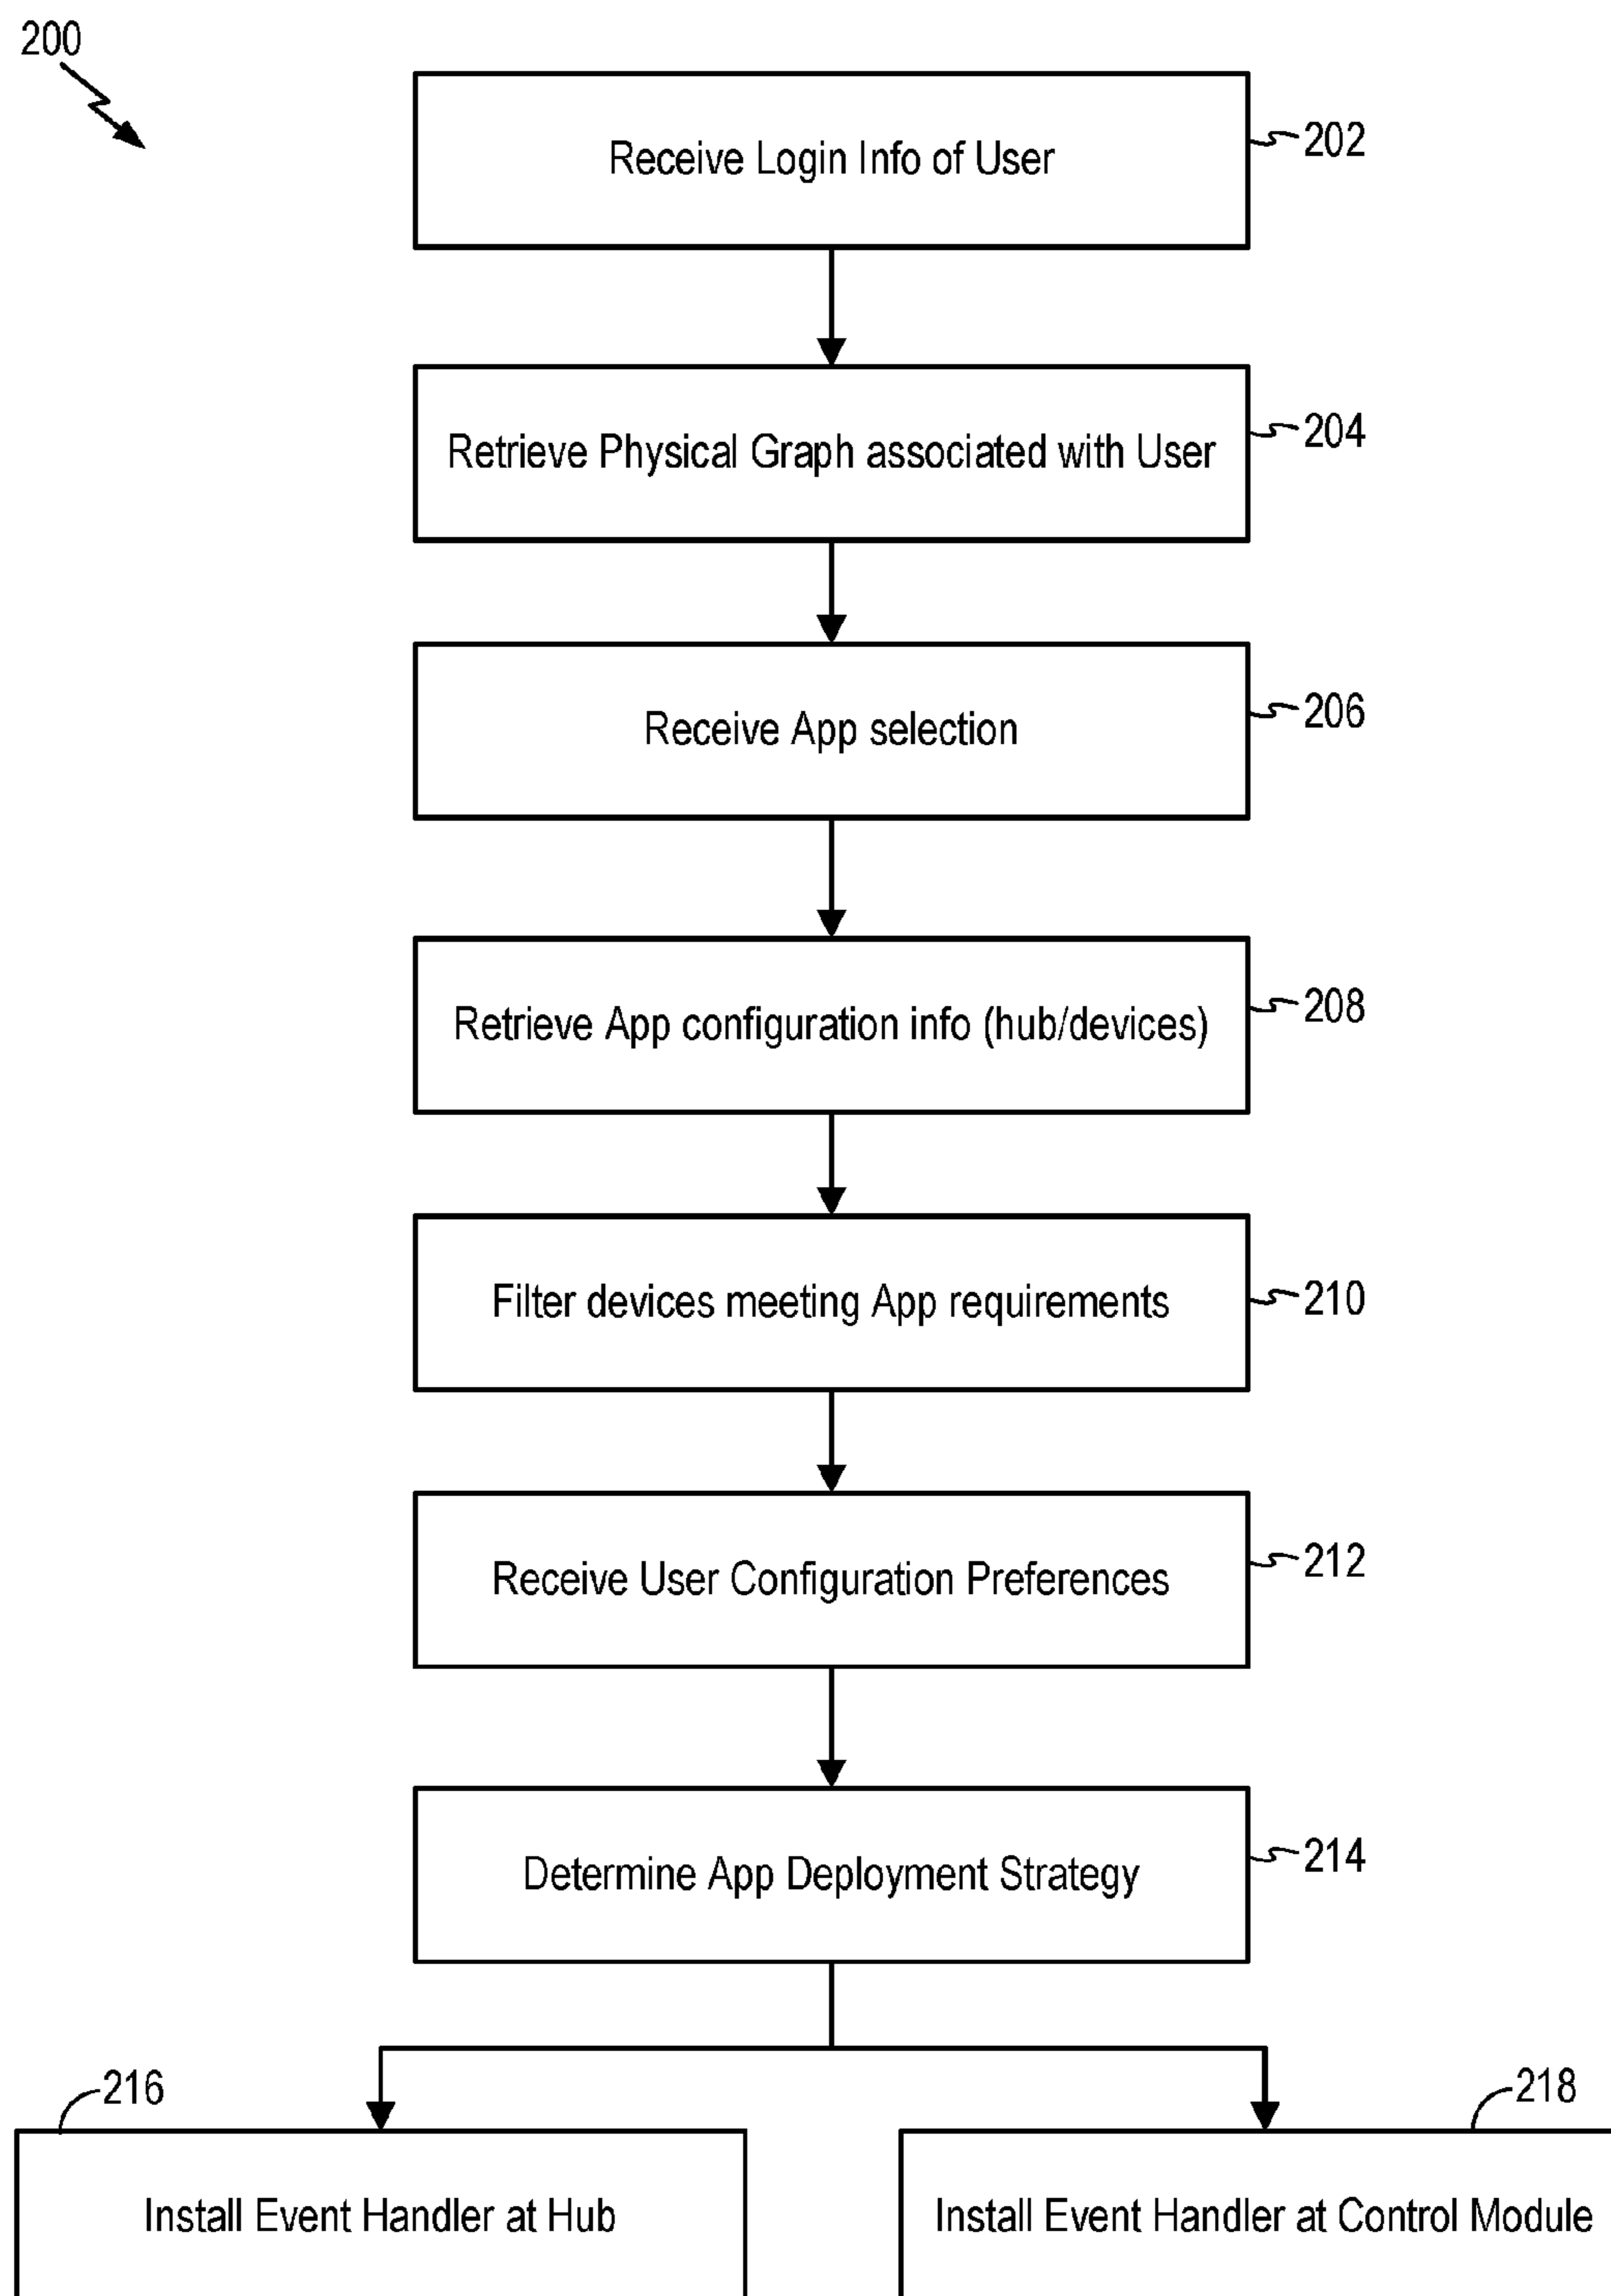 200
Receive Login Info of User
202
Retrieve Physical Graph associated with User
204
Receive App selection
206
Retrieve App configuration info (hub/devices)
208
Filter devices meeting App requirements
210
Receive User Configuration Preferences
212
Determine App Deployment Strategy
214
216
218
Install Event Handler at Hub
Install Event Handler at Control Module